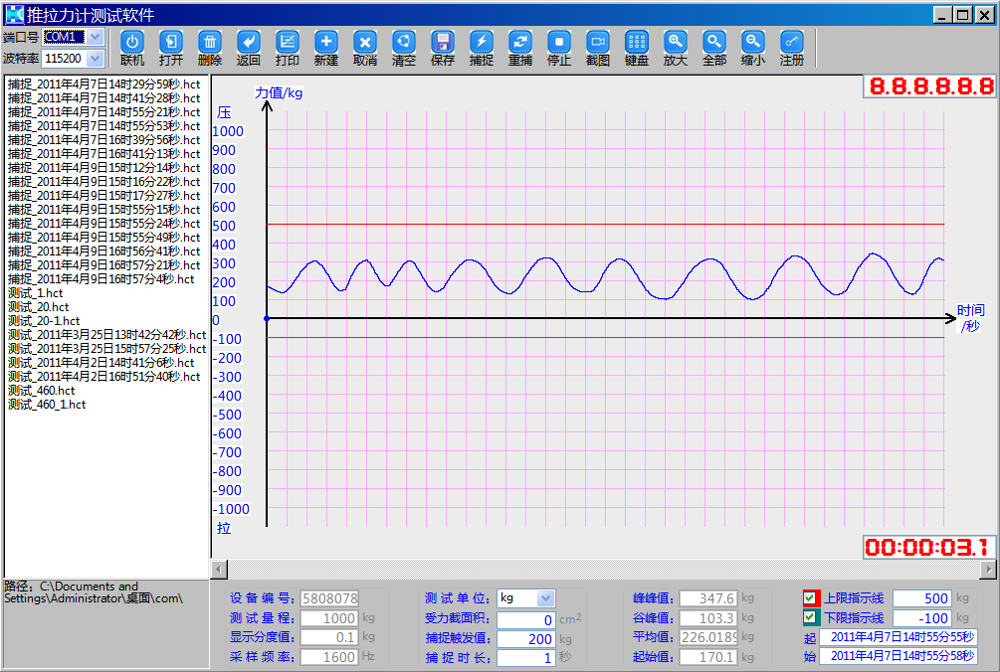 推拉力计测试软件
端口号 COM1
波特率 115200
联机 打开 删除 返回 打印 新建 取消 清空 保存 捕捉 重捕 停止 截图 键盘 放大 全部 缩小 注册
捕捉_2011年4月7日14时29分59秒.hct
捕捉_2011年4月7日14时41分28秒.hct
捕捉_2011年4月7日14时55分21秒.hct
捕捉_2011年4月7日14时55分53秒.hct
捕捉_2011年4月7日16时39分56秒.hct
捕捉_2011年4月7日16时41分13秒.hct
捕捉_2011年4月9日15时12分14秒.hct
捕捉_2011年4月9日15时16分22秒.hct
捕捉_2011年4月9日15时17分27秒.hct
捕捉_2011年4月9日15时55分15秒.hct
捕捉_2011年4月9日15时55分24秒.hct
捕捉_2011年4月9日15时55分49秒.hct
捕捉_2011年4月9日16时56分41秒.hct
捕捉_2011年4月9日16时57分21秒.hct
捕捉_2011年4月9日16时57分4秒.hct
测试_1.hct
测试_20.hct
测试_20-1.hct
测试_2011年3月25日13时42分42秒.hct
测试_2011年3月25日15时57分25秒.hct
测试_2011年4月2日14时41分6秒.hct
测试_2011年4月2日16时51分40秒.hct
测试_460.hct
测试_460_1.hct
路径：C:\Documents and
Settings\Administrator\桌面\com\
8.8.8.8.8.8
力值/kg
压
1000
900
800
700
600
500
400
300
200
100
0
-100
-200
-300
-400
-500
-600
-700
-800
-900
-1000
拉
时间
/秒
00:00:03.1
设备编号: 5808078
测试量程: 1000 kg
显示分度值: 0.1 kg
采样频率: 1600 Hz
测试单位: kg
受力截面积: 0 cm²
捕捉触发值: 200 kg
捕捉时长: 1 秒
峰峰值: 347.6 kg
谷峰值: 103.3 kg
平均值: 226.0189 kg
起始值: 170.1 kg
上限指示线 500 kg
下限指示线 -100 kg
起 2011年4月7日14时55分55秒
始 2011年4月7日14时55分58秒